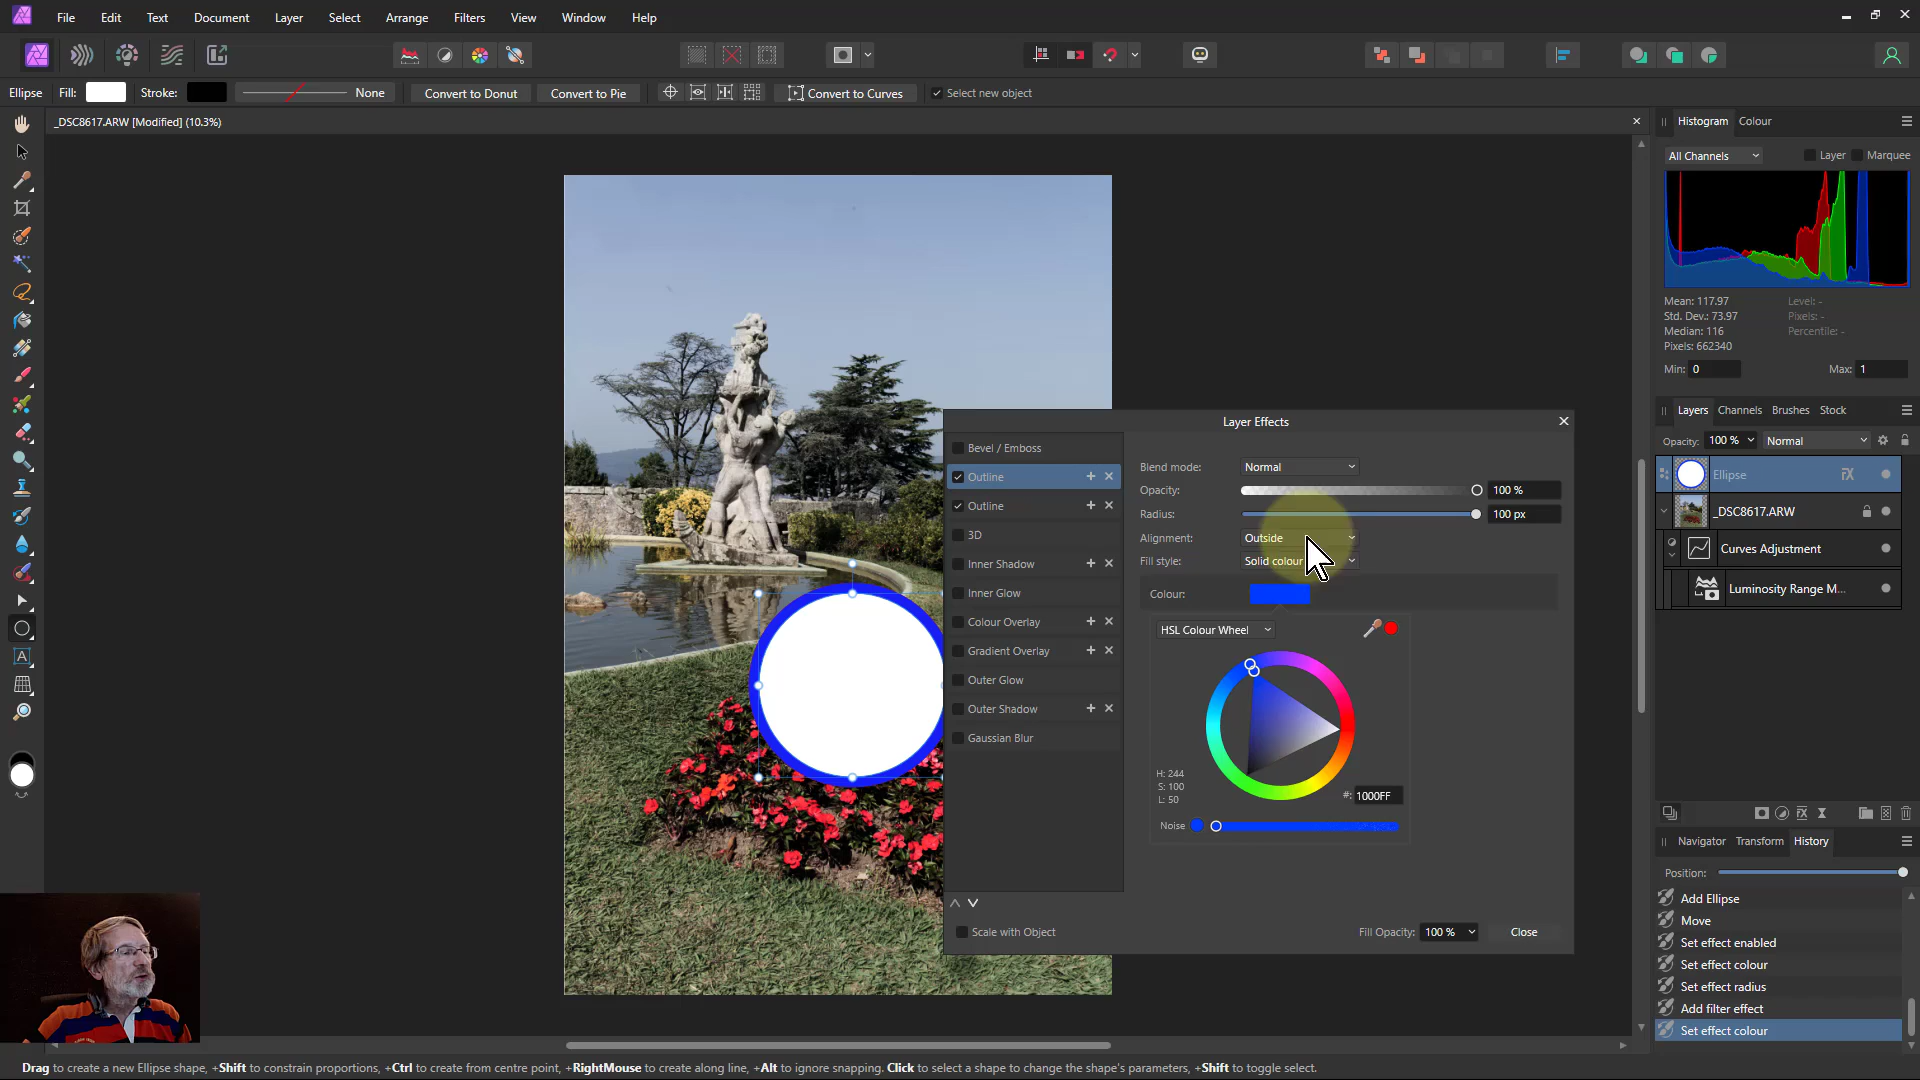 File Edit Text Document Layer Select Arrange Filters View Window Help
Ellipse Fill: Stroke: None Convert to Donut Convert to Pie Convert to Curves Select new object
_DSC8617.ARW [Modified] (10.3%)
Histogram Colour
All Channels Layer Marquee
Mean: 117.97 Level: -
Std. Dev.: 73.97 Pixels: -
Median: 116 Percentile: -
Pixels: 662340
Min: 0 Max: 1
Layers Channels Brushes Stock
Opacity: 100 % Normal
Ellipse
_DSC8617.ARW
Curves Adjustment
Luminosity Range M...
Layer Effects
Bevel / Emboss
Outline
Outline
3D
Inner Shadow
Inner Glow
Colour Overlay
Gradient Overlay
Outer Glow
Outer Shadow
Gaussian Blur
Scale with Object
Blend mode: Normal
Opacity: 100 %
Radius: 100 px
Alignment: Outside
Fill style: Solid colour
Colour:
HSL Colour Wheel
H: 244
S: 100
L: 50
#: 1000FF
Noise
Fill Opacity: 100 % Close
Navigator Transform History
Position:
Add Ellipse
Move
Set effect enabled
Set effect colour
Set effect radius
Add filter effect
Set effect colour
Drag to create a new Ellipse shape, +Shift to constrain proportions, +Ctrl to create from centre point, +RightMouse to create along line, +Alt to ignore snapping. Click to select a shape to change the shape's parameters, +Shift to toggle select.